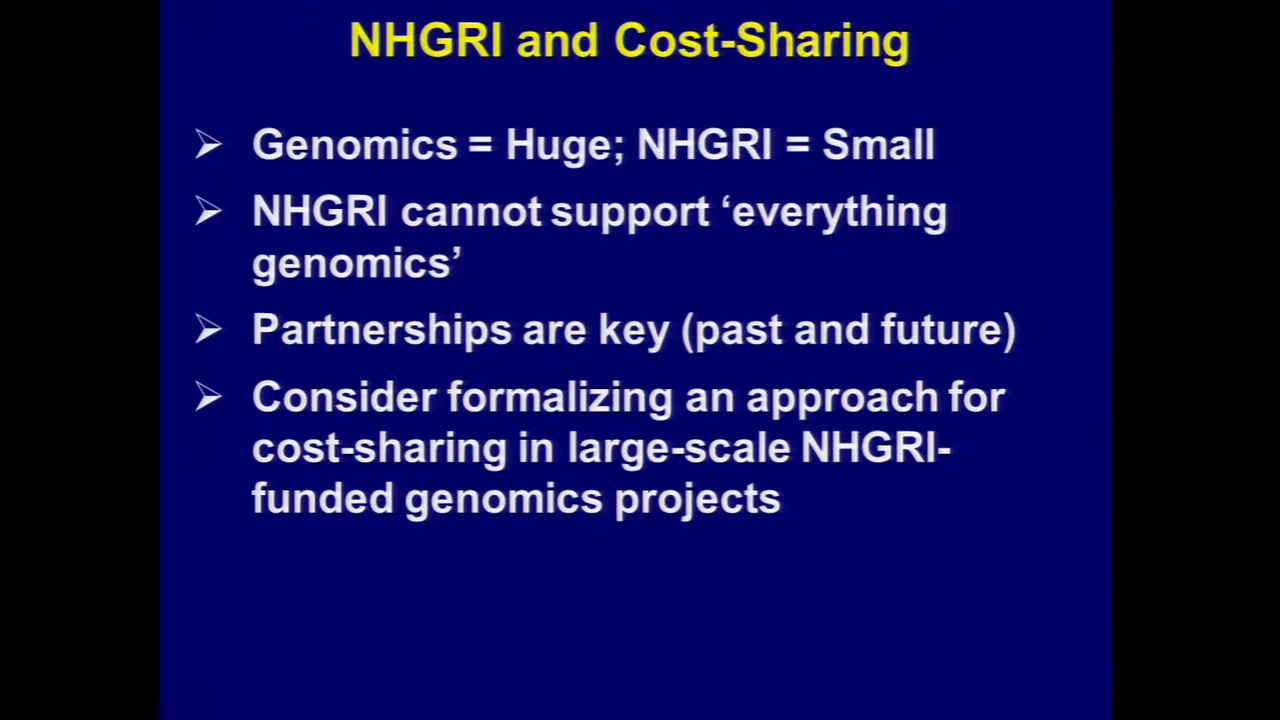 NHGRI and Cost-Sharing
➢ Genomics = Huge; NHGRI = Small
➢ NHGRI cannot support ‘everything
genomics’
➢ Partnerships are key (past and future)
➢ Consider formalizing an approach for
cost-sharing in large-scale NHGRI-
funded genomics projects